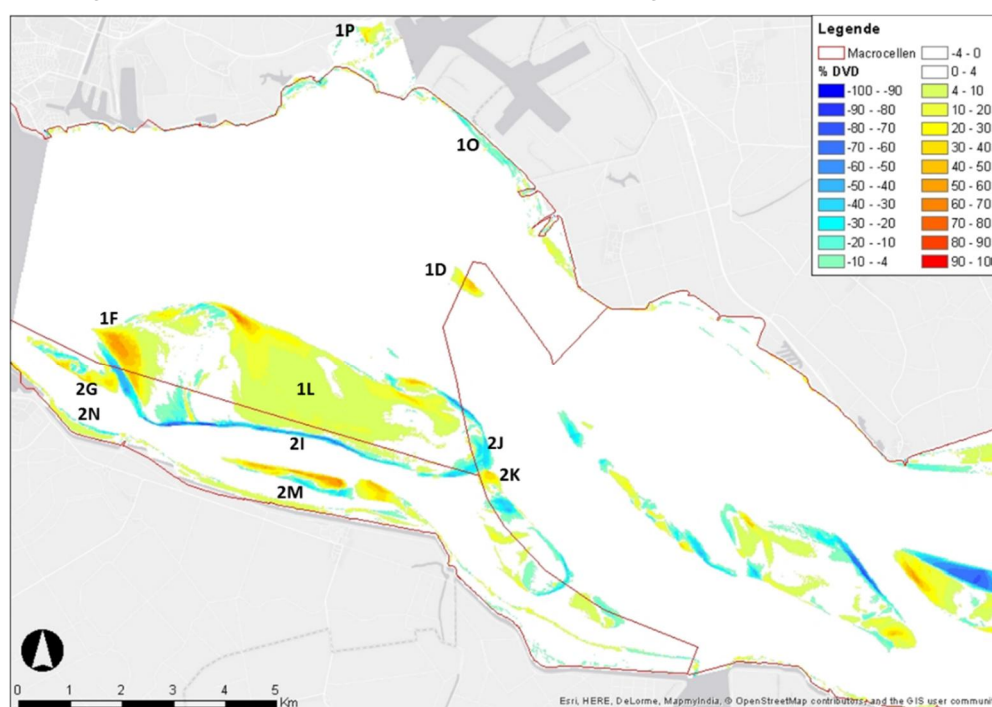 1P
1O
1D
1F
1L
2G
2N
2I
2J
2K
2M
Legende
Macrocellen
% DVD
-100 - -90
-90 - -80
-80 - -70
-70 - -60
-60 - -50
-50 - -40
-40 - -30
-30 - -20
-20 - -10
-10 - -4
-4 - 0
0 - 4
4 - 10
10 - 20
20 - 30
30 - 40
40 - 50
50 - 60
60 - 70
70 - 80
80 - 90
90 - 100
0 1 2 3 4 5
Km
Esri, HERE, DeLorme, MapmyIndia, © OpenStreetMap contributors, and the GIS user communit